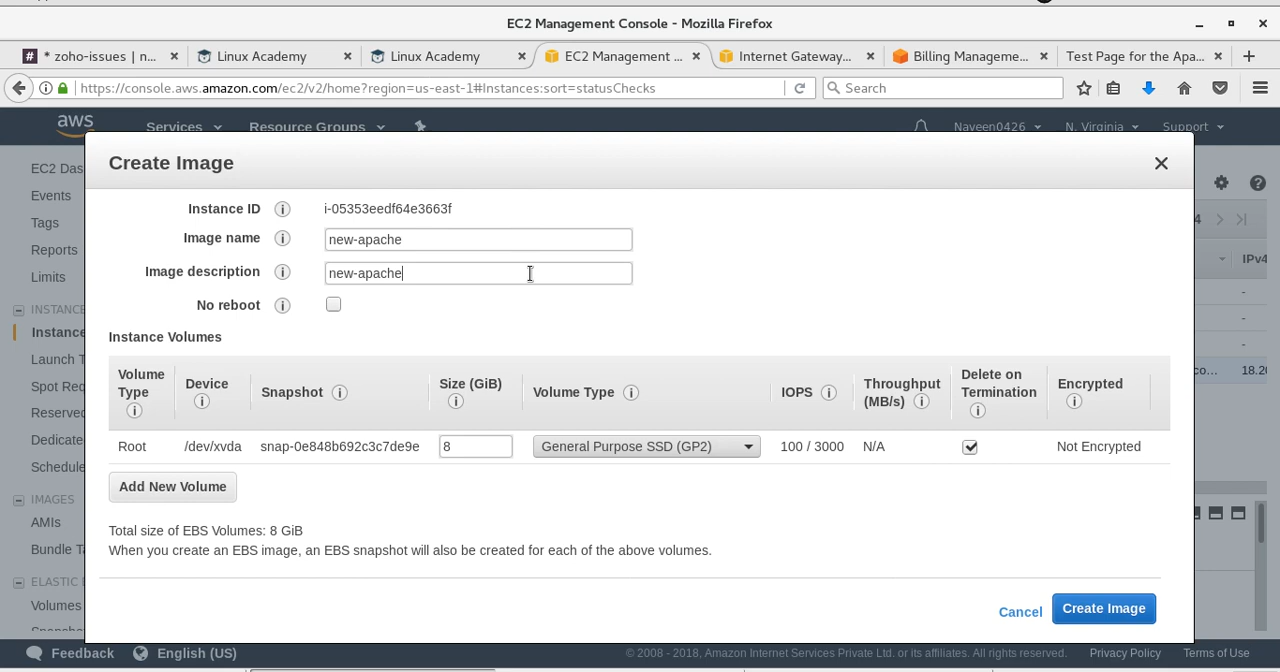 EC2 Management Console - Mozilla Firefox
# * zoho-issues | n... × Linux Academy × Linux Academy × EC2 Management ... × Internet Gateway... × Billing Manageme... × Test Page for the Apa... × +
https://console.aws.amazon.com/ec2/v2/home?region=us-east-1#Instances:sort=statusChecks Search
aws Services Resource Groups Naveen0426 N. Virginia Support
EC2 Das
Events
Tags
Reports
Limits
INSTANCE
Instance
Launch T
Spot Req
Reserved
Dedicate
Schedule
IMAGES
AMIs
Bundle Ta
ELASTIC
Volumes
Create Image
Instance ID i-05353eedf64e3663f
Image name new-apache
Image description new-apache
No reboot
Instance Volumes
Volume Type Device Snapshot Size (GiB) Volume Type IOPS Throughput (MB/s) Delete on Termination Encrypted
Root /dev/xvda snap-0e848b692c3c7de9e 8 General Purpose SSD (GP2) 100 / 3000 N/A Not Encrypted
Add New Volume
Total size of EBS Volumes: 8 GiB
When you create an EBS image, an EBS snapshot will also be created for each of the above volumes.
Cancel Create Image
4
IPv4
-
-
-
co... 18.20
Feedback English (US) © 2008 - 2018, Amazon Internet Services Private Ltd. or its affiliates. All rights reserved. Privacy Policy Terms of Use